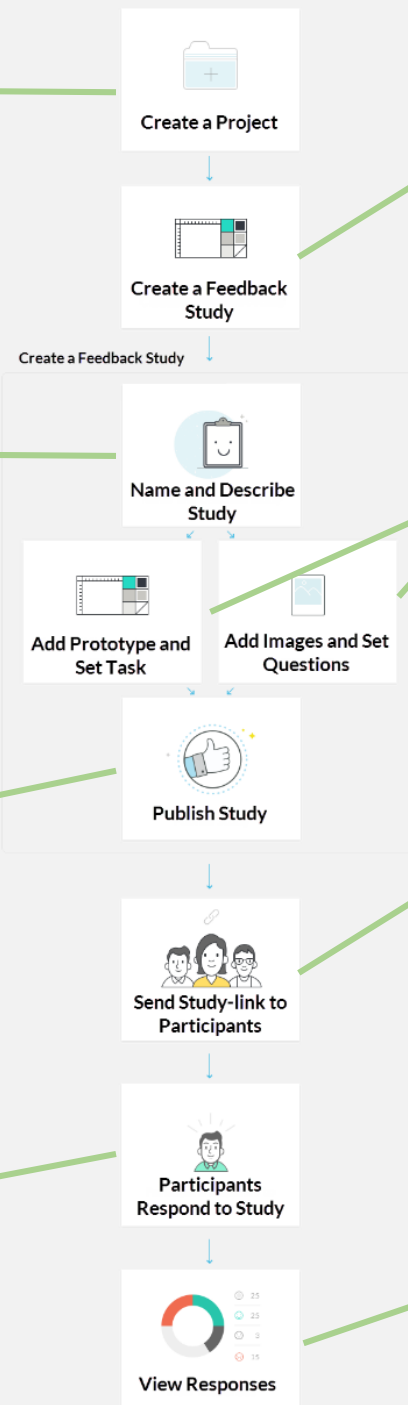 Create a Project
Create a Feedback
Study
Create a Feedback Study
Name and Describe
Study
Add Prototype and
Set Task
Add Images and Set
Questions
Publish Study
Send Study-link to
Participants
Participants
Respond to Study
25
25
3
15
View Responses